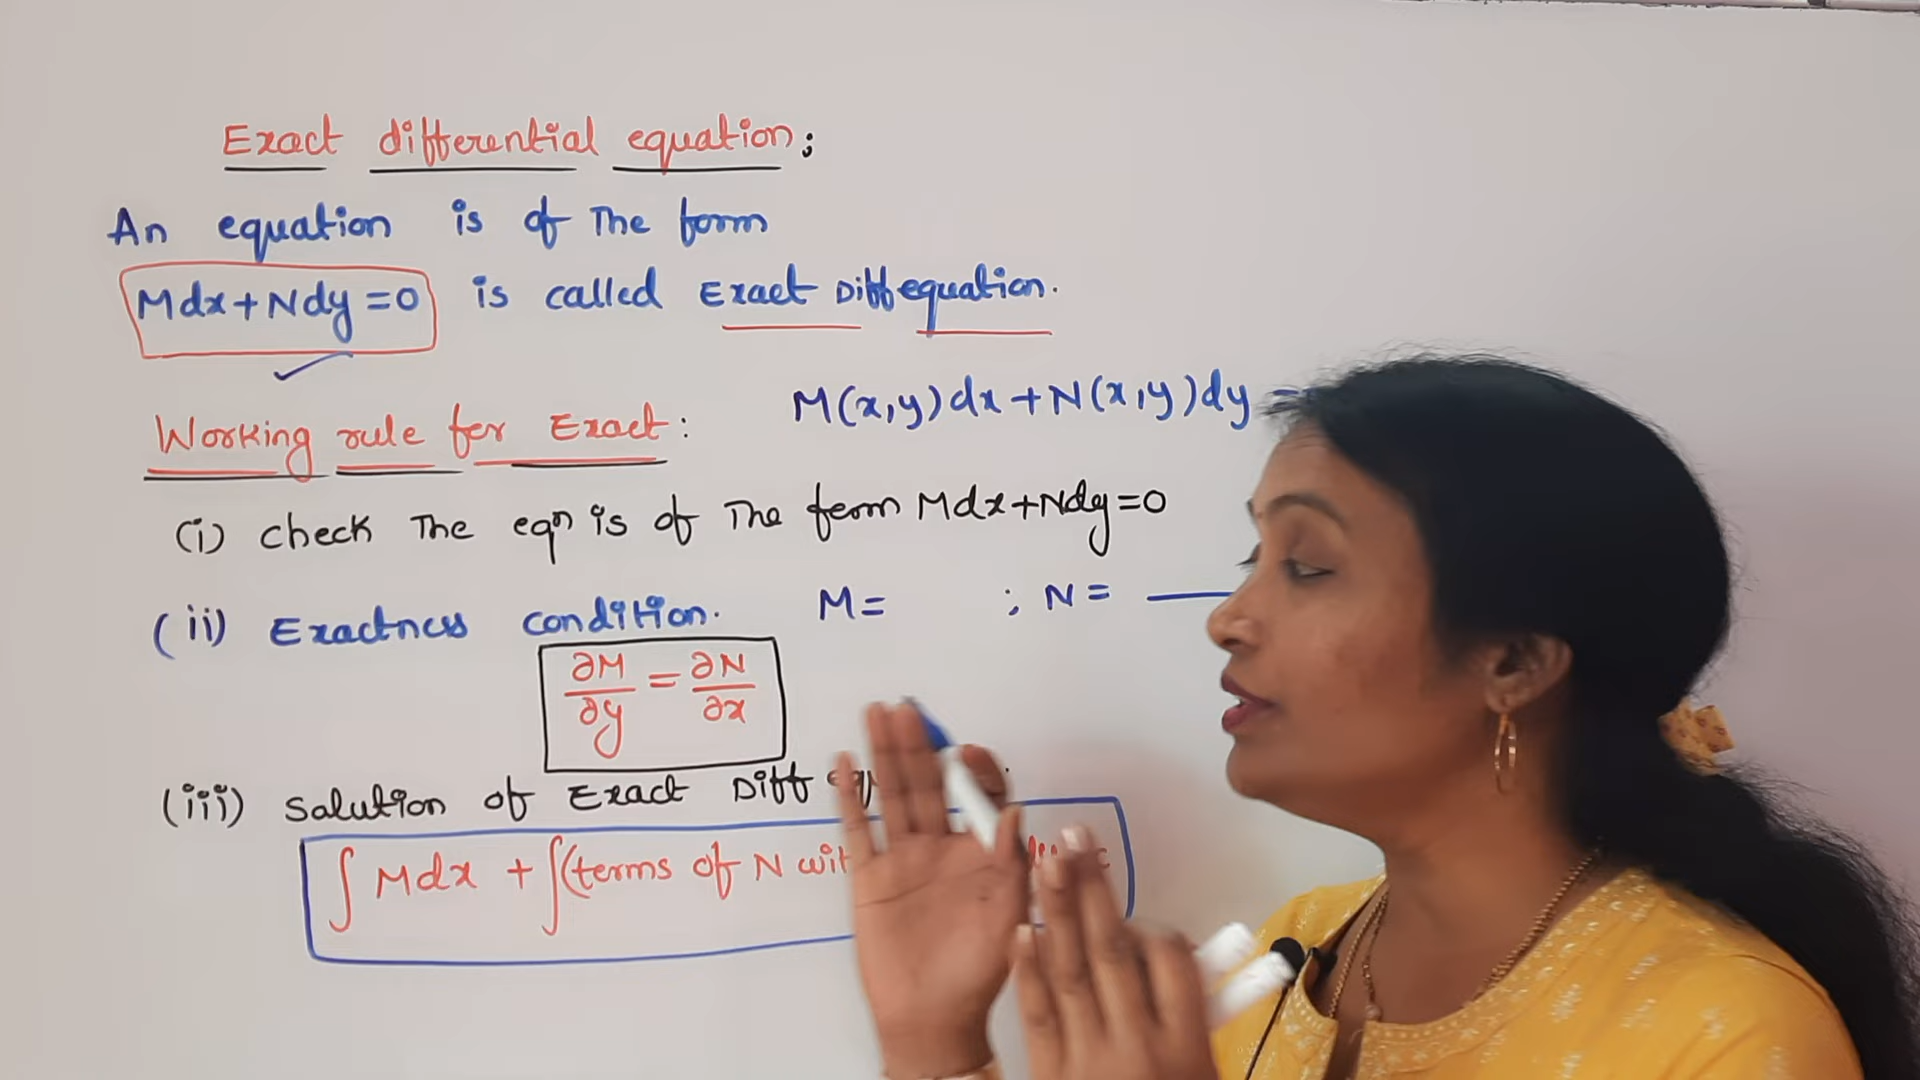 Exact differential equation:
An equation is of The form
Mdx+Ndy=0 is called Exact Diff equation.
M(x,y)dx+N(x,y)dy =
Working rule for Exact:
(i) check The eqn is of The form Mdx+Ndy=0
(ii) Exactness condition. M= ; N=
∂M/∂y = ∂N/∂x
(iii) Solution of Exact Diff
∫Mdx + ∫(terms of N